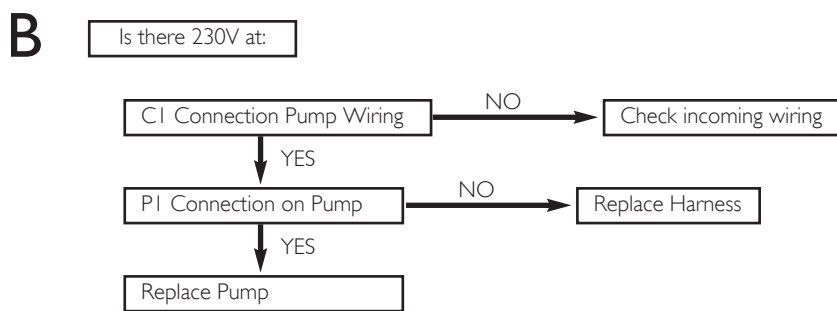 B
Is there 230V at:
C1 Connection Pump Wiring
NO
Check incoming wiring
YES
P1 Connection on Pump
NO
Replace Harness
YES
Replace Pump